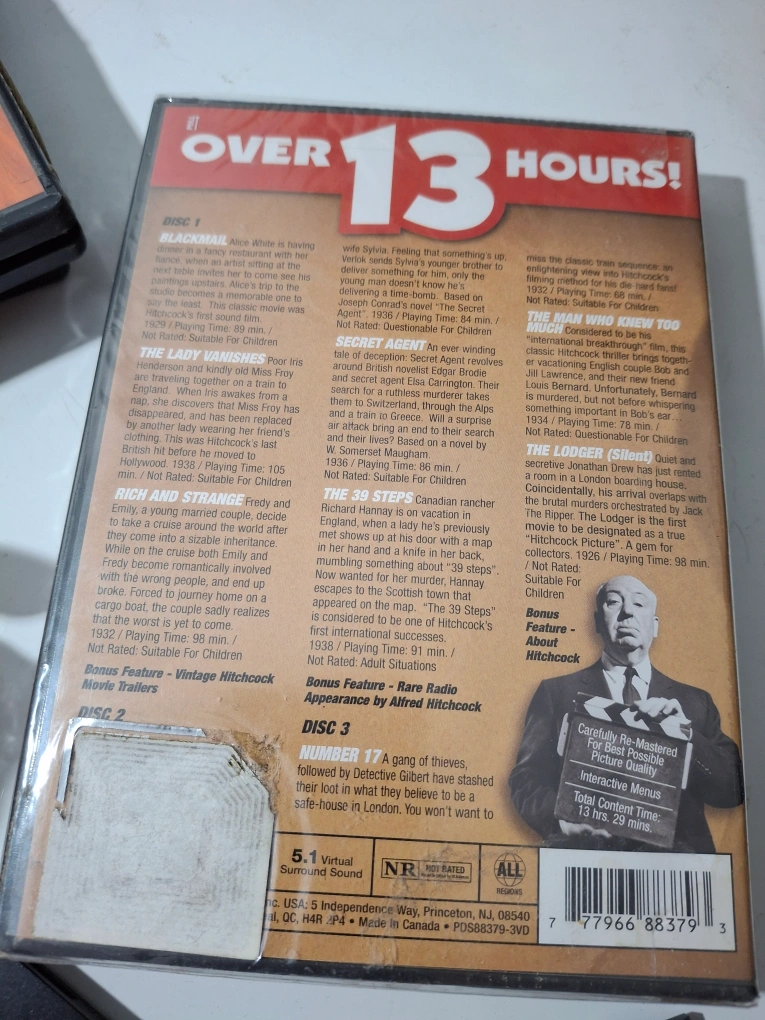 OVER 13 HOURS!
DISC 1
BLACKMAIL Alice White is having
dinner in a fancy restaurant with her
fiance, when an artist sitting at the
next table invites her to come see his
paintings upstairs. Alice's trip to the
studio becomes a memorable one to
say the least. This classic movie was
Hitchcock's first sound film.
1929 / Playing Time: 89 min. /
Not Rated: Suitable For Children
THE LADY VANISHES Poor Iris
Henderson and kindly old Miss Froy
are traveling together on a train to
England. When Iris awakes from a
nap, she discovers that Miss Froy has
disappeared, and has been replaced
by another lady wearing her friend's
clothing. This was Hitchcock's last
British hit before he moved to
Hollywood. 1938 / Playing Time: 105
min. / Not Rated: Suitable For Children
RICH AND STRANGE Fredy and
Emily, a young married couple, decide
to take a cruise around the world after
they come into a sizable inheritance.
While on the cruise both Emily and
Fredy become romantically involved
with the wrong people, and end up
broke. Forced to journey home on a
cargo boat, the couple sadly realizes
that the worst is yet to come.
1932 / Playing Time: 98 min. /
Not Rated: Suitable For Children
Bonus Feature - Vintage Hitchcock
Movie Trailers
DISC 2
wife Sylvia. Feeling that something's up,
Verlok sends Sylvia's younger brother to
deliver something for him, only the
young man doesn't know he's
delivering a time-bomb. Based on
Joseph Conrad's novel "The Secret
Agent". 1936 / Playing Time: 84 min. /
Not Rated: Questionable For Children
SECRET AGENT An ever winding
tale of deception: Secret Agent revolves
around British novelist Edgar Brodie
and secret agent Elsa Carrington. Their
search for a ruthless murderer takes
them to Switzerland, through the Alps
and a train to Greece. Will a surprise
air attack bring an end to their search
and their lives? Based on a novel by
W. Somerset Maugham.
1936 / Playing Time: 86 min. /
Not Rated: Suitable For Children
THE 39 STEPS Canadian rancher
Richard Hannay is on vacation in
England, when a lady he's previously
met shows up at his door with a map
in her hand and a knife in her back,
mumbling something about "39 steps".
Now wanted for her murder, Hannay
escapes to the Scottish town that
appeared on the map. "The 39 Steps"
is considered to be one of Hitchcock's
first international successes.
1938 / Playing Time: 91 min. /
Not Rated: Adult Situations
Bonus Feature - Rare Radio
Appearance by Alfred Hitchcock
DISC 3
NUMBER 17 A gang of thieves,
followed by Detective Gilbert have stashed
their loot in what they believe to be a
safe-house in London. You won't want to
miss the classic train sequence: an
enlightening view into Hitchcock's
filming method for his die-hard fans!
1932 / Playing Time: 68 min. /
Not Rated: Suitable For Children
THE MAN WHO KNEW TOO
MUCH Considered to be his
"international breakthrough" film, this
classic Hitchcock thriller brings togeth-
er vacationing English couple Bob and
Jill Lawrence, and their new friend
Louis Bernard. Unfortunately, Bernard
is murdered, but not before whispering
something important in Bob's ear...
1934 / Playing Time: 78 min. /
Not Rated: Questionable For Children
THE LODGER (Silent) Quiet and
secretive Jonathan Drew has just rented
a room in a London boarding house.
Coincidentally, his arrival overlaps with
the brutal murders orchestrated by Jack
The Ripper. The Lodger is the first
movie to be designated as a true
"Hitchcock Picture". A gem for
collectors. 1926 / Playing Time: 98 min.
/ Not Rated:
Suitable For
Children
Bonus
Feature -
About
Hitchcock
Carefully Re-Mastered
For Best Possible
Picture Quality
Interactive Menus
Total Content Time:
13 hrs. 29 mins.
5.1 Virtual
Surround Sound
NR NOT RATED
ALL
REGIONS
USA: 5 Independence Way, Princeton, NJ, 08540
QC, H4R 2P4 • Made In Canada • PDS88379-3VD
7 77966 88379 3